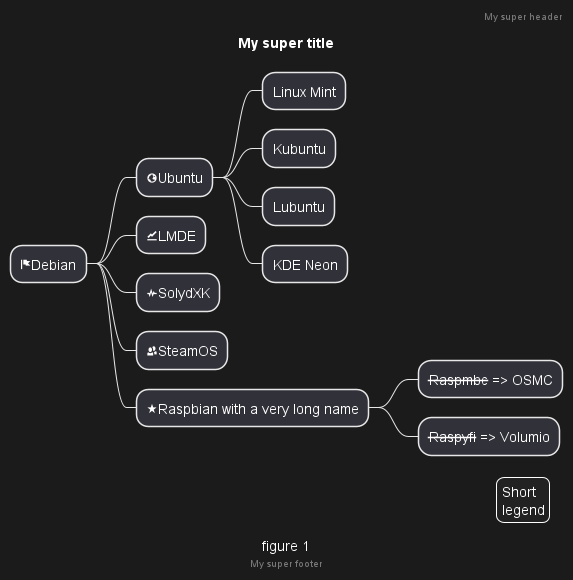 My super header
My super title
Linux Mint
Kubuntu
Ubuntu
Lubuntu
LMDE
Debian
KDE Neon
SolydXK
SteamOS
Raspmbc => OSMC
Raspbian with a very long name
Raspyfi => Volumio
Short
legend
figure 1
My super footer